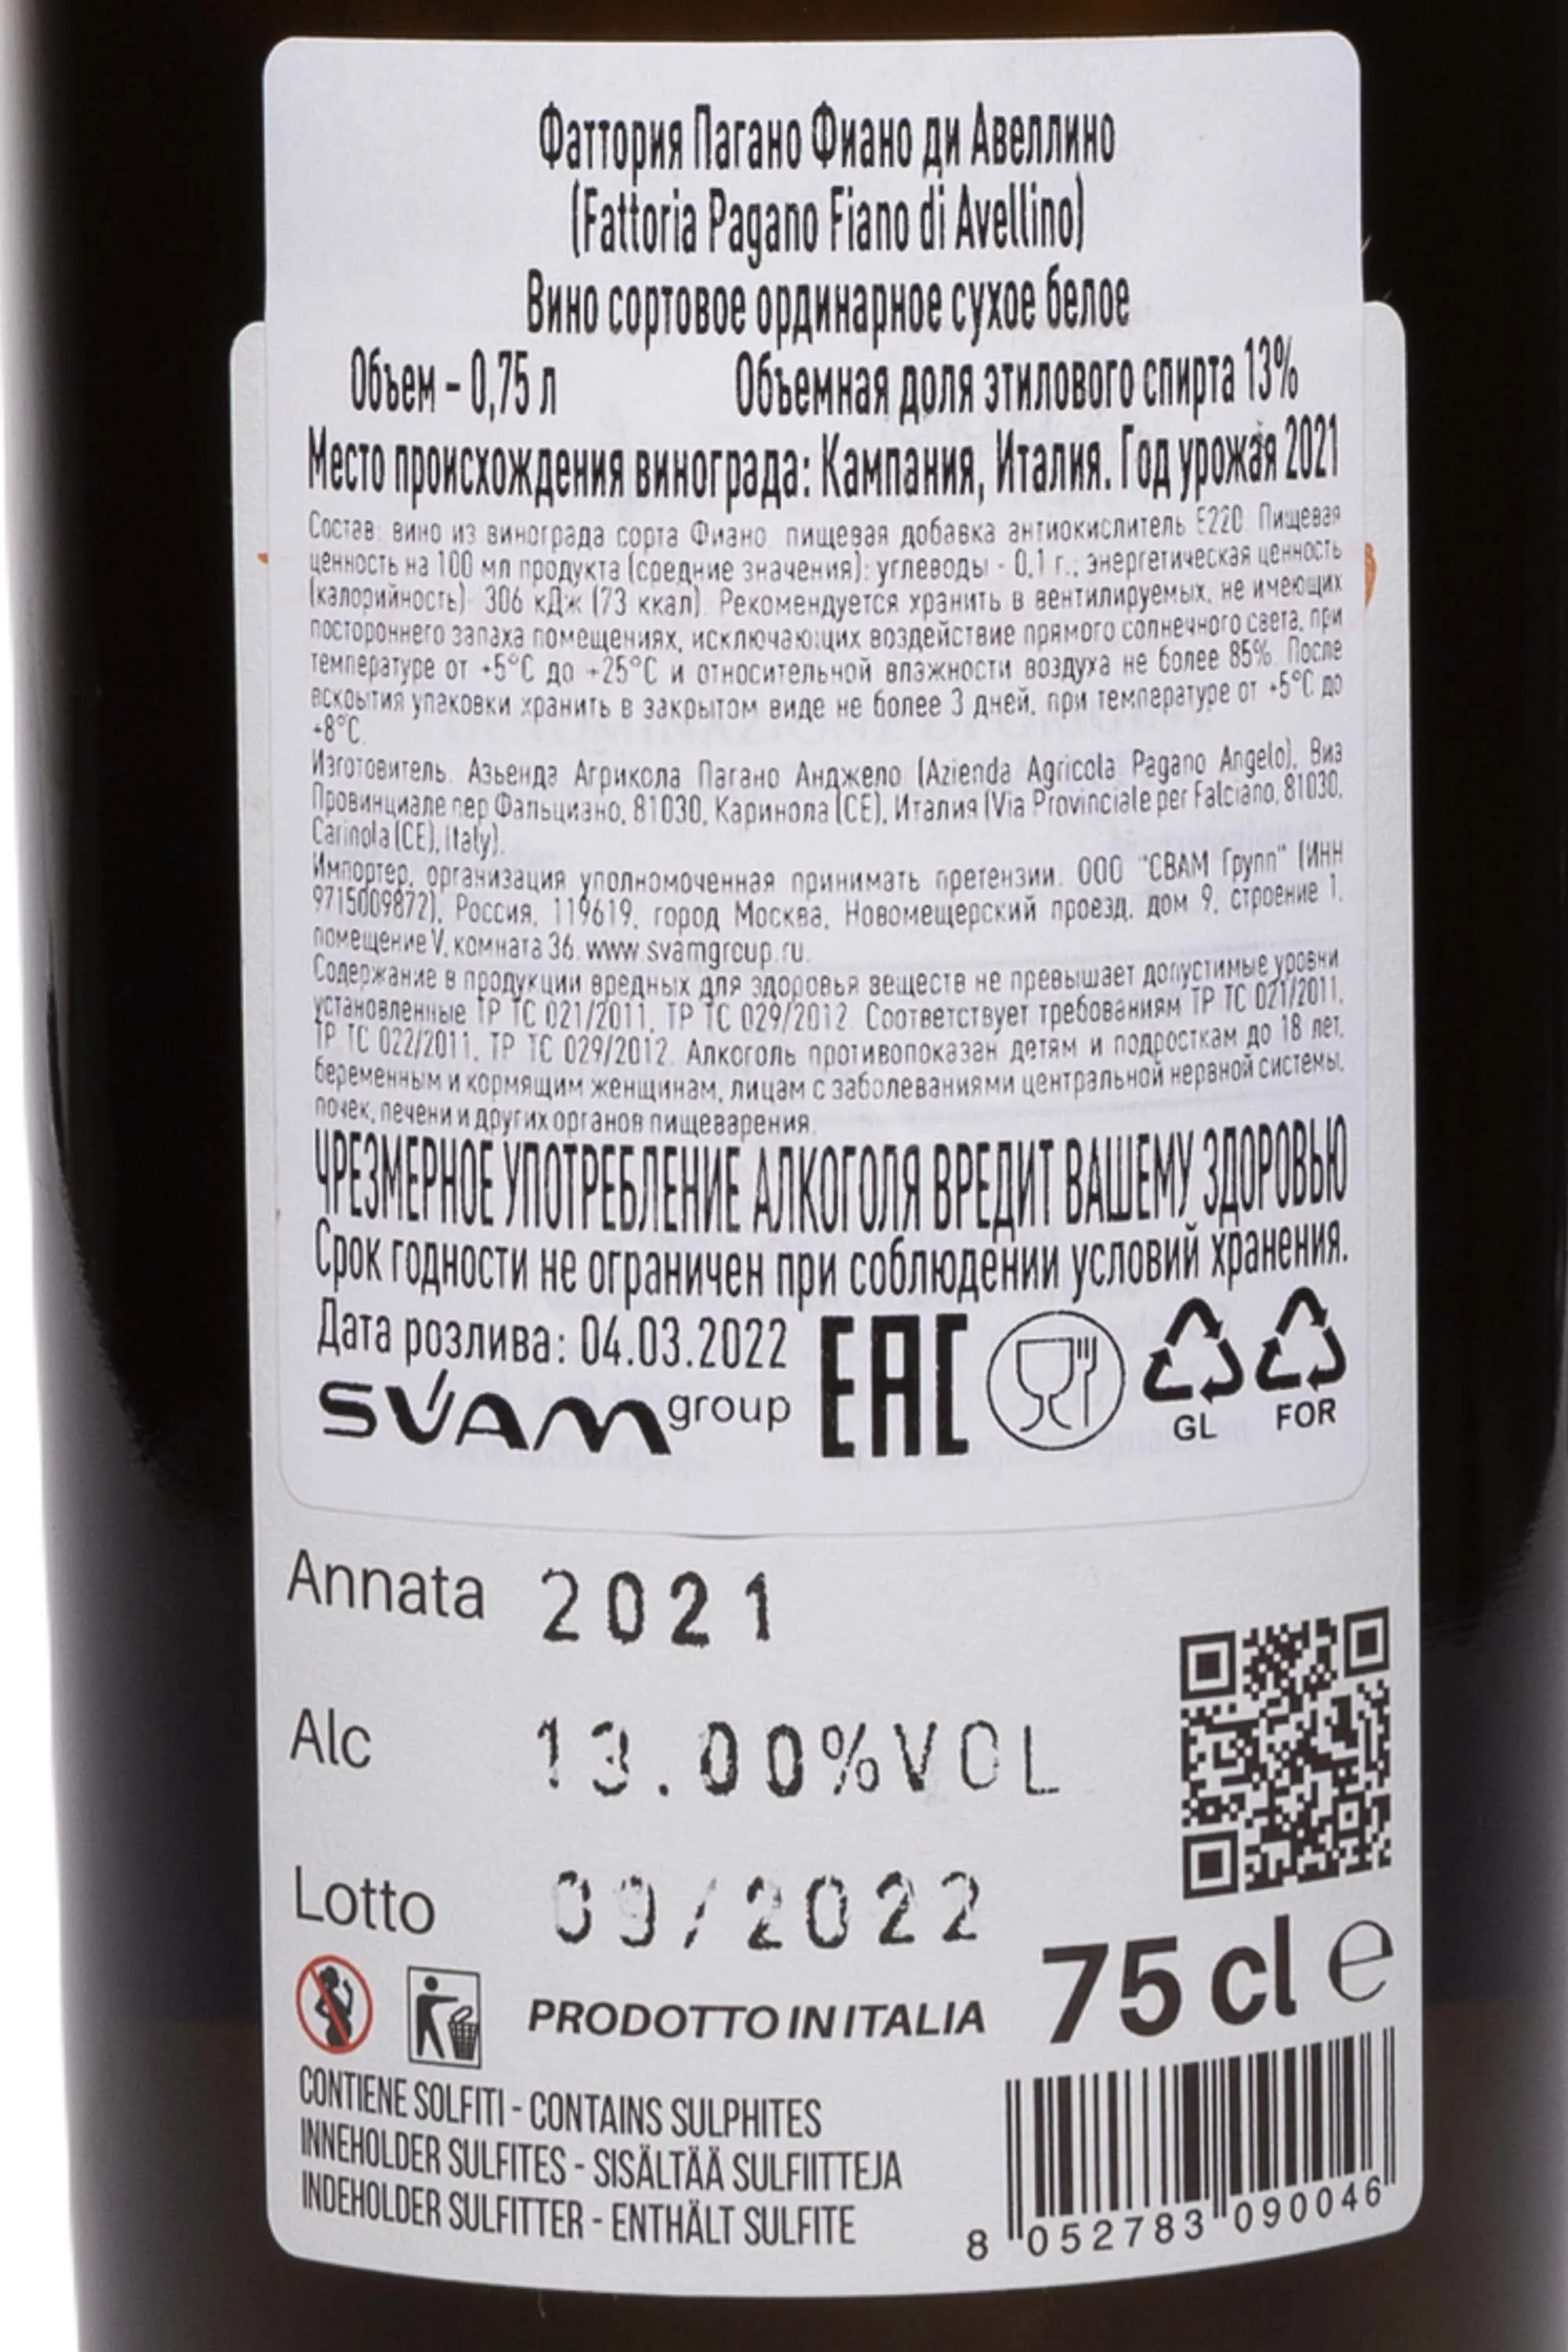 Фаттория Пагано Фиано ди Авеллино
(Fattoria Pagano Fiano di Avellino)
Вино сортовое ординарное сухое белое
Объем – 0,75 л Объемная доля этилового спирта 13%
Место происхождения винограда: Кампания, Италия. Год урожая 2021
Состав: вино из винограда сорта Фиано, пищевая добавка антиокислитель Е220. Пищевая
ценность на 100 мл продукта (средние значения): углеводы - 0,1 г.; энергетическая ценность
(калорийность) 306 кДж (73 ккал). Рекомендуется хранить в вентилируемых, не имеющих
постороннего запаха помещениях, исключающих воздействие прямого солнечного света, при
температуре от +5°С до +25°С и относительной влажности воздуха не более 85%. После
вскрытия упаковки хранить в закрытом виде не более 3 дней, при температуре от +5°С до
+8°С.
Изготовитель: Азьенда Агрикола Пагано Анджело (Azienda Agricola Pagano Angelo), Виа
Провинциале пер Фальциано, 81030, Каринола (CE), Италия (Via Provinciale per Falciano, 81030,
Carinola (CE), Italy).
Импортер, организация уполномоченная принимать претензии: ООО "СВАМ Групп" (ИНН
9715009872), Россия, 119619, город Москва, Новомещерский проезд, дом 9, строение 1,
помещение V, комната 36. www.svamgroup.ru.
Содержание в продукции вредных для здоровья веществ не превышает допустимые уровни
установленные ТР ТС 021/2011, ТР ТС 029/2012. Соответствует требованиям ТР ТС 021/2011,
ТР ТС 022/2011, ТР ТС 029/2012. Алкоголь противопоказан детям и подросткам до 18 лет,
беременным и кормящим женщинам, лицам с заболеваниями центральной нервной системы,
почек, печени и других органов пищеварения.
ЧРЕЗМЕРНОЕ УПОТРЕБЛЕНИЕ АЛКОГОЛЯ ВРЕДИТ ВАШЕМУ ЗДОРОВЬЮ
Срок годности не ограничен при соблюдении условий хранения.
Дата розлива: 04.03.2022
SVAM group EAC GL FOR
Annata 2021
Alc 13.00%VOL
Lotto 09/2022
PRODOTTO IN ITALIA 75 cl e
CONTIENE SOLFITI - CONTAINS SULPHITES
INNEHOLDER SULFITES - SISÄLTÄÄ SULFIITTEJA
INDEHOLDER SULFITTER - ENTHÄLT SULFITE
8 052783 090046